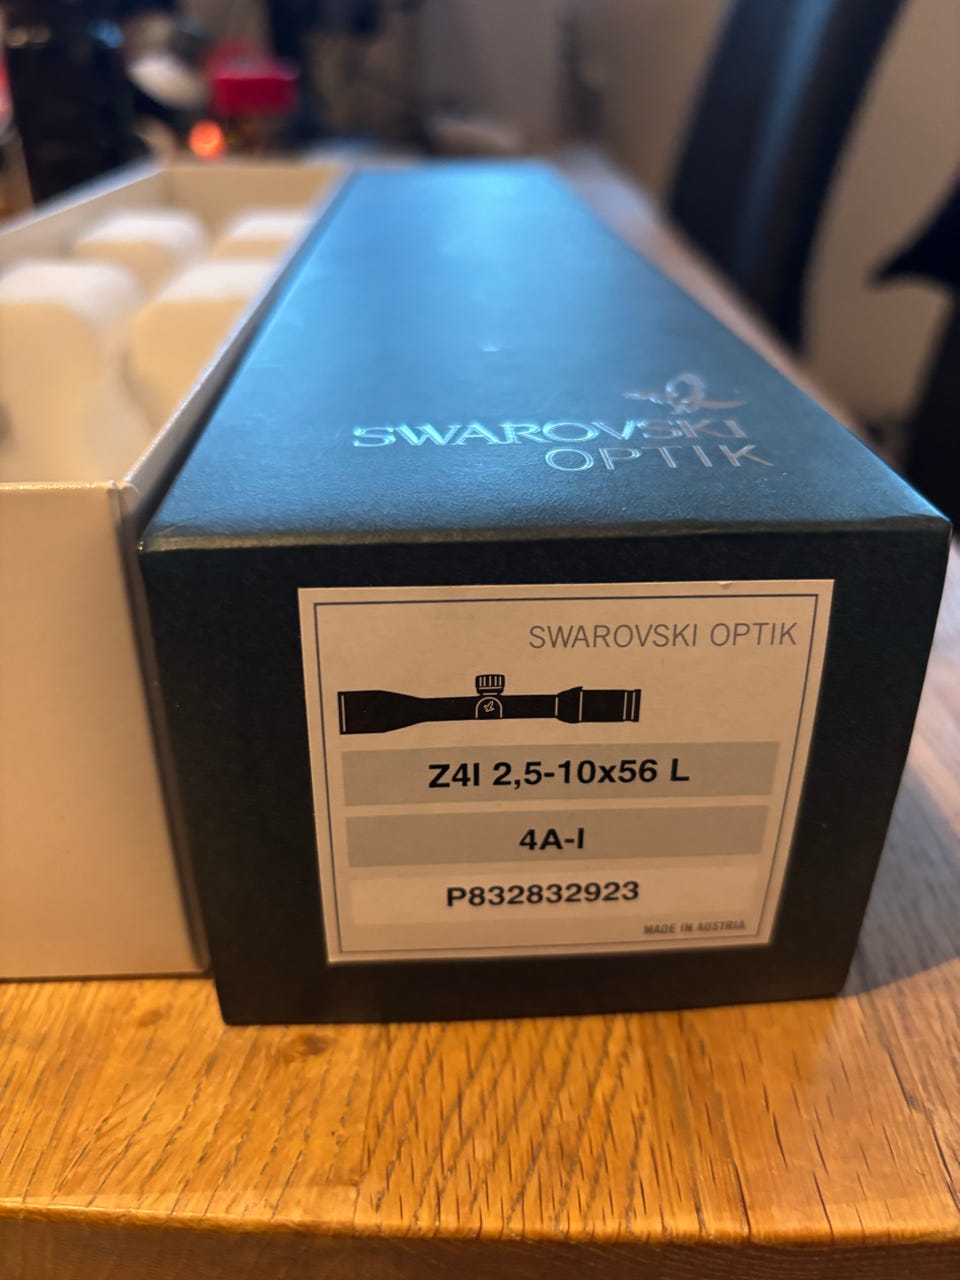 SWAROVSKI
OPTIK
SWAROVSKI OPTIK
Z4I 2,5-10x56 L
4A-I
P832832923
MADE IN AUSTRIA